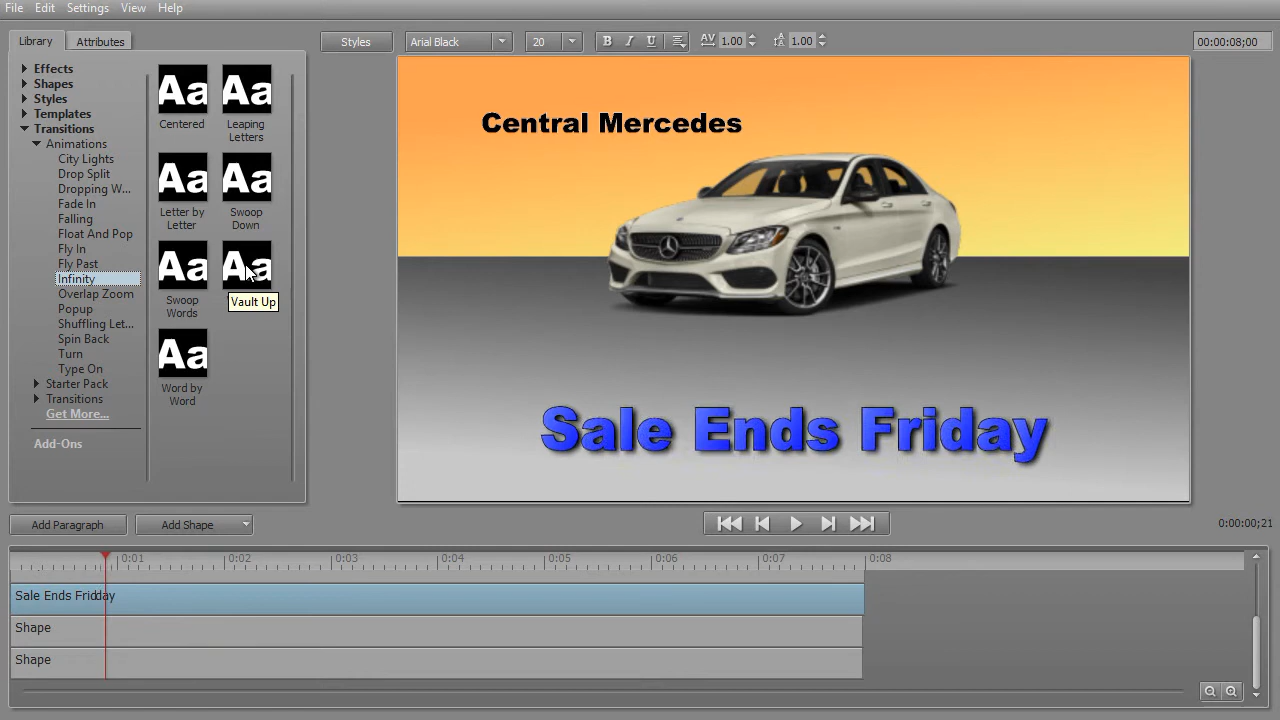 File Edit Settings View Help
Library Attributes
Styles Arial Black 20 B I U AV 1.00 A 1.00 00:00:08;00
Effects
Shapes
Styles
Templates
Transitions
Animations
City Lights
Drop Split
Dropping W...
Fade In
Falling
Float And Pop
Fly In
Fly Past
Infinity
Overlap Zoom
Popup
Shuffling Let...
Spin Back
Turn
Type On
Starter Pack
Transitions
Get More...
Add-Ons
Aa Aa
Centered Leaping
Letters
Aa Aa
Letter by Swoop
Letter Down
Aa Aa
Swoop
Words
Vault Up
Aa
Word by
Word
Central Mercedes
Sale Ends Friday
Add Paragraph Add Shape
0:00:00;21
0:01 0:02 0:03 0:04 0:05 0:06 0:07 0:08
Sale Ends Friday
Shape
Shape